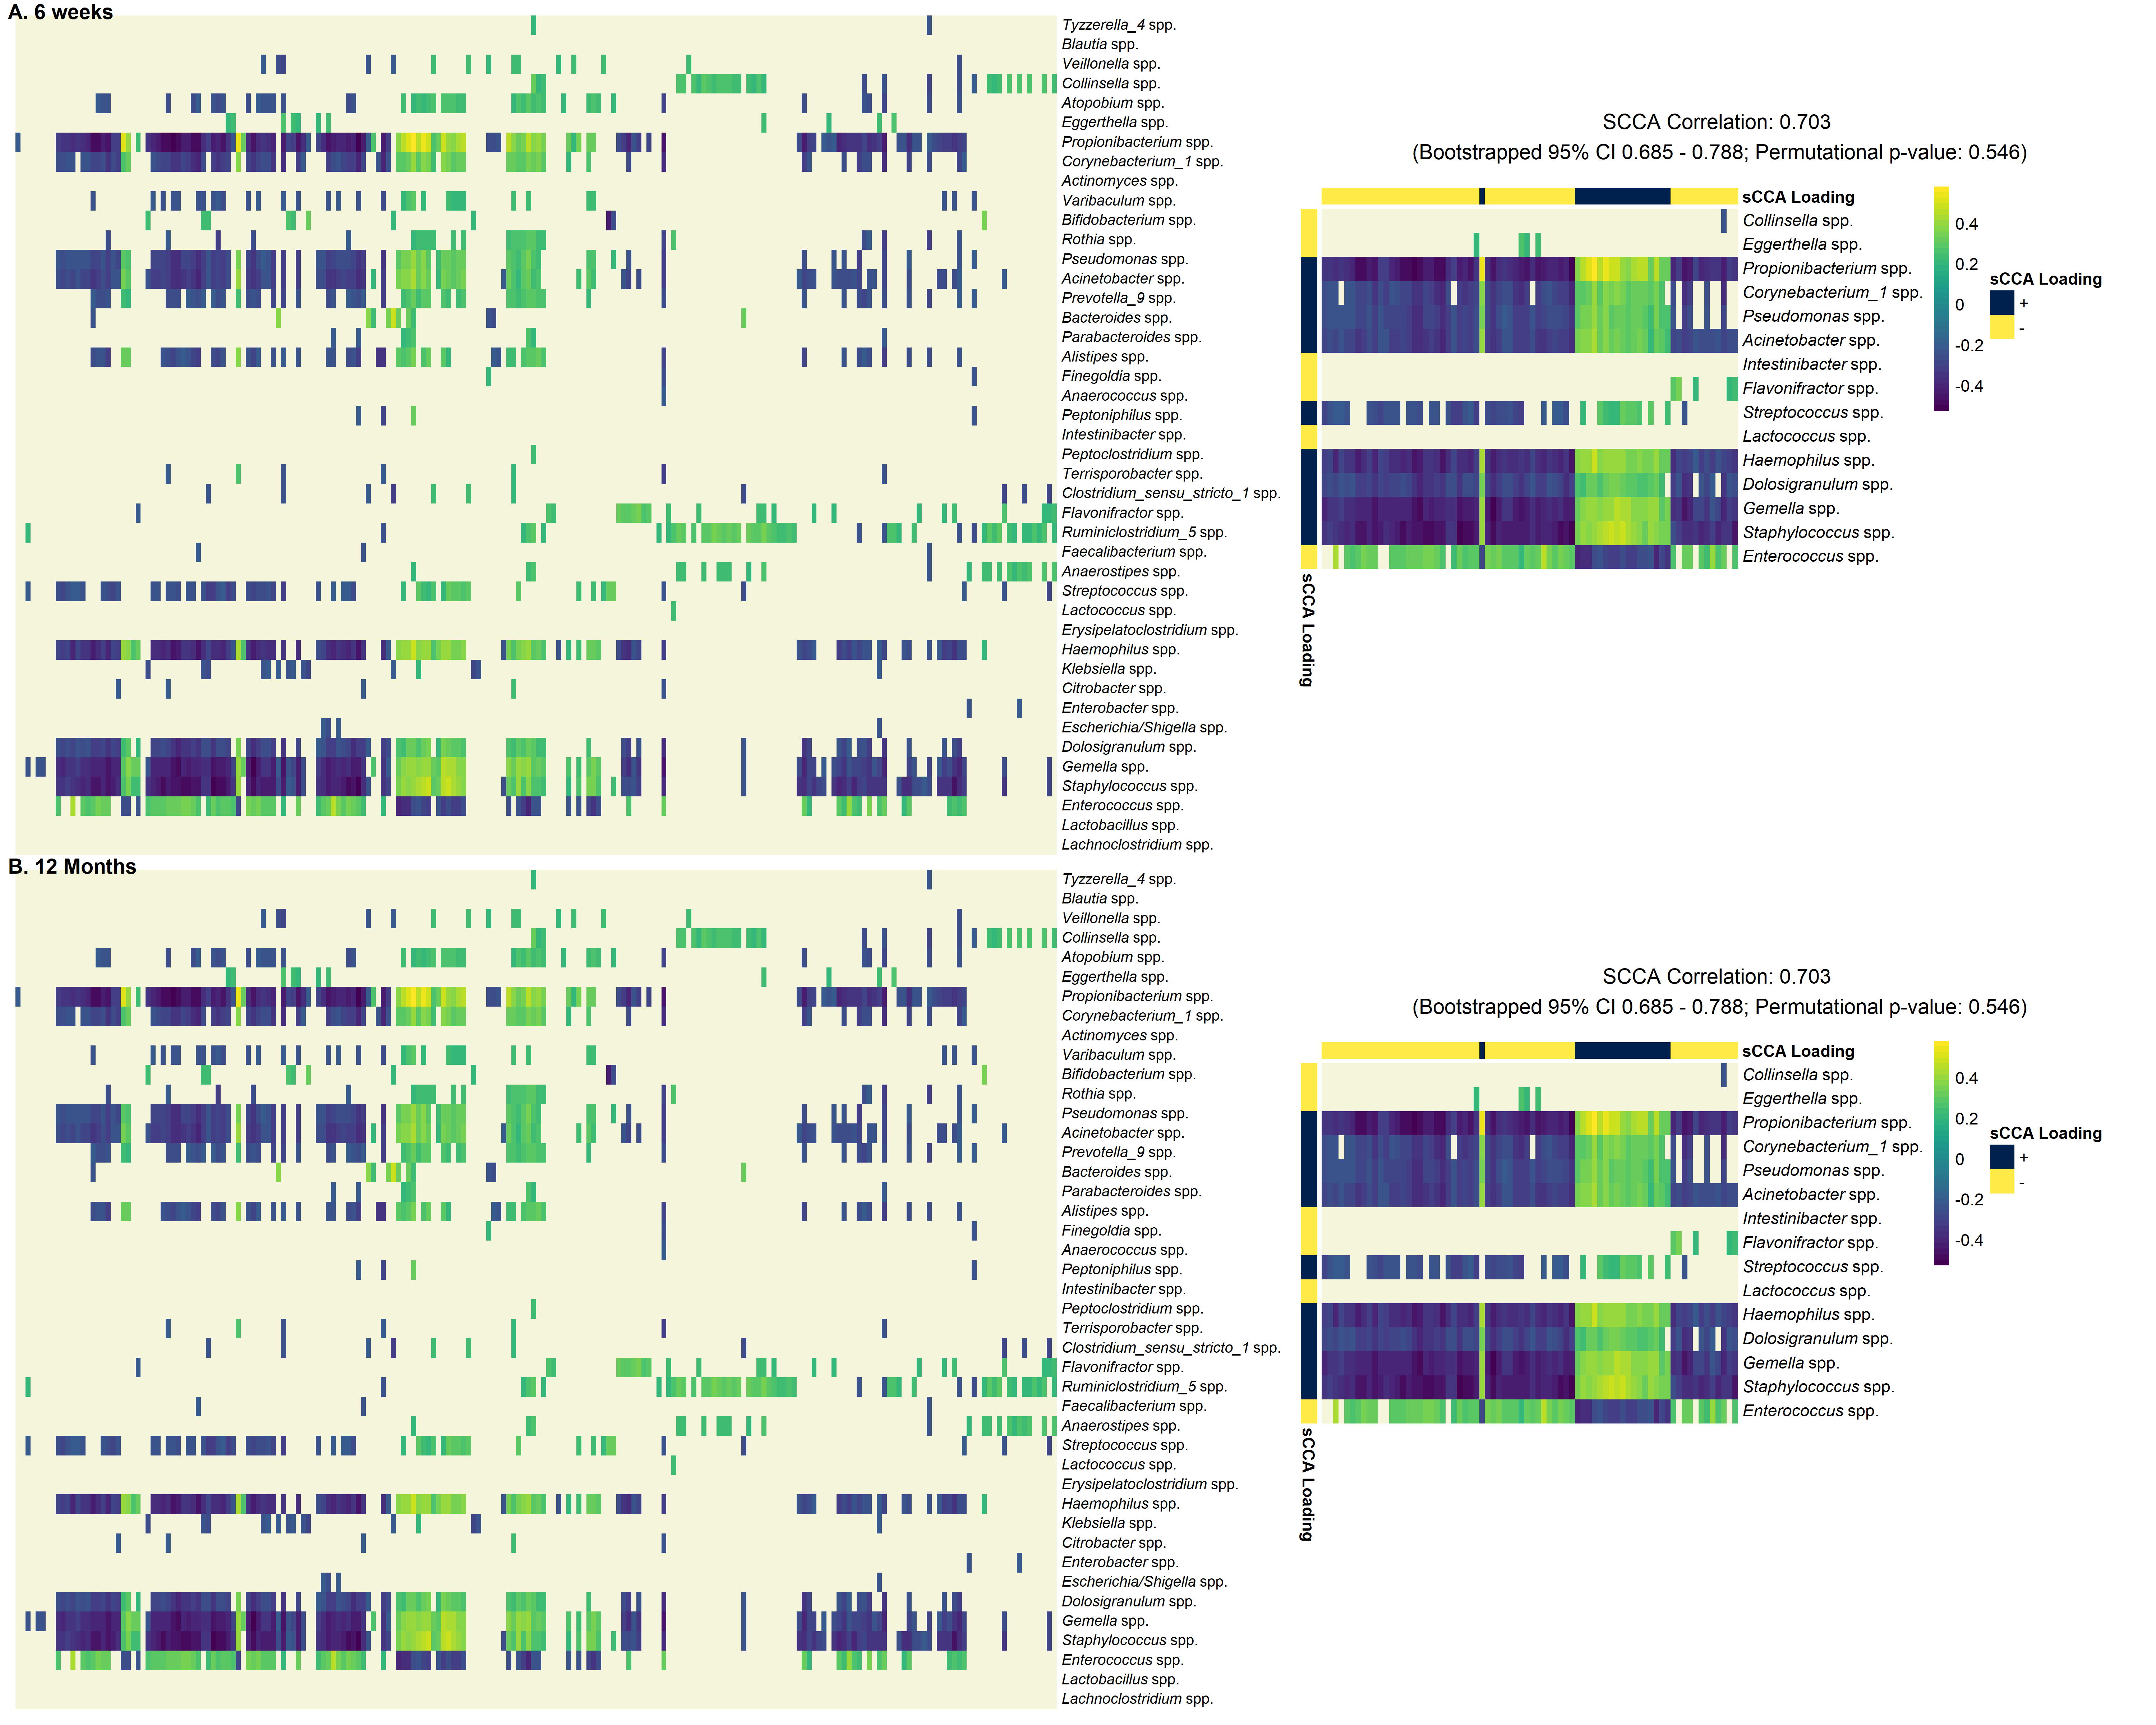 A. 6 weeks
Tyzzerella_4 spp.
Blautia spp.
Veillonella spp.
Collinsella spp.
Atopobium spp.
Eggerthella spp.
Propionibacterium spp.
Corynebacterium_1 spp.
Actinomyces spp.
Varibaculum spp.
Bifidobacterium spp.
Rothia spp.
Pseudomonas spp.
Acinetobacter spp.
Prevotella_9 spp.
Bacteroides spp.
Parabacteroides spp.
Alistipes spp.
Finegoldia spp.
Anaerococcus spp.
Peptoniphilus spp.
Intestinibacter spp.
Peptoclostridium spp.
Terrisporobacter spp.
Clostridium_sensu_stricto_1 spp.
Flavonifractor spp.
Ruminiclostridium_5 spp.
Faecalibacterium spp.
Anaerostipes spp.
Streptococcus spp.
Lactococcus spp.
Erysipelatoclostridium spp.
Haemophilus spp.
Klebsiella spp.
Citrobacter spp.
Enterobacter spp.
Escherichia/Shigella spp.
Dolosigranulum spp.
Gemella spp.
Staphylococcus spp.
Enterococcus spp.
Lactobacillus spp.
Lachnoclostridium spp.
SCCA Correlation: 0.703
(Bootstrapped 95% CI 0.685 - 0.788; Permutational p-value: 0.546)
sCCA Loading
Collinsella spp.
Eggerthella spp.
Propionibacterium spp.
Corynebacterium_1 spp.
Pseudomonas spp.
Acinetobacter spp.
Intestinibacter spp.
Flavonifractor spp.
Streptococcus spp.
Lactococcus spp.
Haemophilus spp.
Dolosigranulum spp.
Gemella spp.
Staphylococcus spp.
Enterococcus spp.
sCCA Loading
0.4
0.2
0
-0.2
-0.4
sCCA Loading
+
-
B. 12 Months
Tyzzerella_4 spp.
Blautia spp.
Veillonella spp.
Collinsella spp.
Atopobium spp.
Eggerthella spp.
Propionibacterium spp.
Corynebacterium_1 spp.
Actinomyces spp.
Varibaculum spp.
Bifidobacterium spp.
Rothia spp.
Pseudomonas spp.
Acinetobacter spp.
Prevotella_9 spp.
Bacteroides spp.
Parabacteroides spp.
Alistipes spp.
Finegoldia spp.
Anaerococcus spp.
Peptoniphilus spp.
Intestinibacter spp.
Peptoclostridium spp.
Terrisporobacter spp.
Clostridium_sensu_stricto_1 spp.
Flavonifractor spp.
Ruminiclostridium_5 spp.
Faecalibacterium spp.
Anaerostipes spp.
Streptococcus spp.
Lactococcus spp.
Erysipelatoclostridium spp.
Haemophilus spp.
Klebsiella spp.
Citrobacter spp.
Enterobacter spp.
Escherichia/Shigella spp.
Dolosigranulum spp.
Gemella spp.
Staphylococcus spp.
Enterococcus spp.
Lactobacillus spp.
Lachnoclostridium spp.
SCCA Correlation: 0.703
(Bootstrapped 95% CI 0.685 - 0.788; Permutational p-value: 0.546)
sCCA Loading
Collinsella spp.
Eggerthella spp.
Propionibacterium spp.
Corynebacterium_1 spp.
Pseudomonas spp.
Acinetobacter spp.
Intestinibacter spp.
Flavonifractor spp.
Streptococcus spp.
Lactococcus spp.
Haemophilus spp.
Dolosigranulum spp.
Gemella spp.
Staphylococcus spp.
Enterococcus spp.
sCCA Loading
0.4
0.2
0
-0.2
-0.4
sCCA Loading
+
-